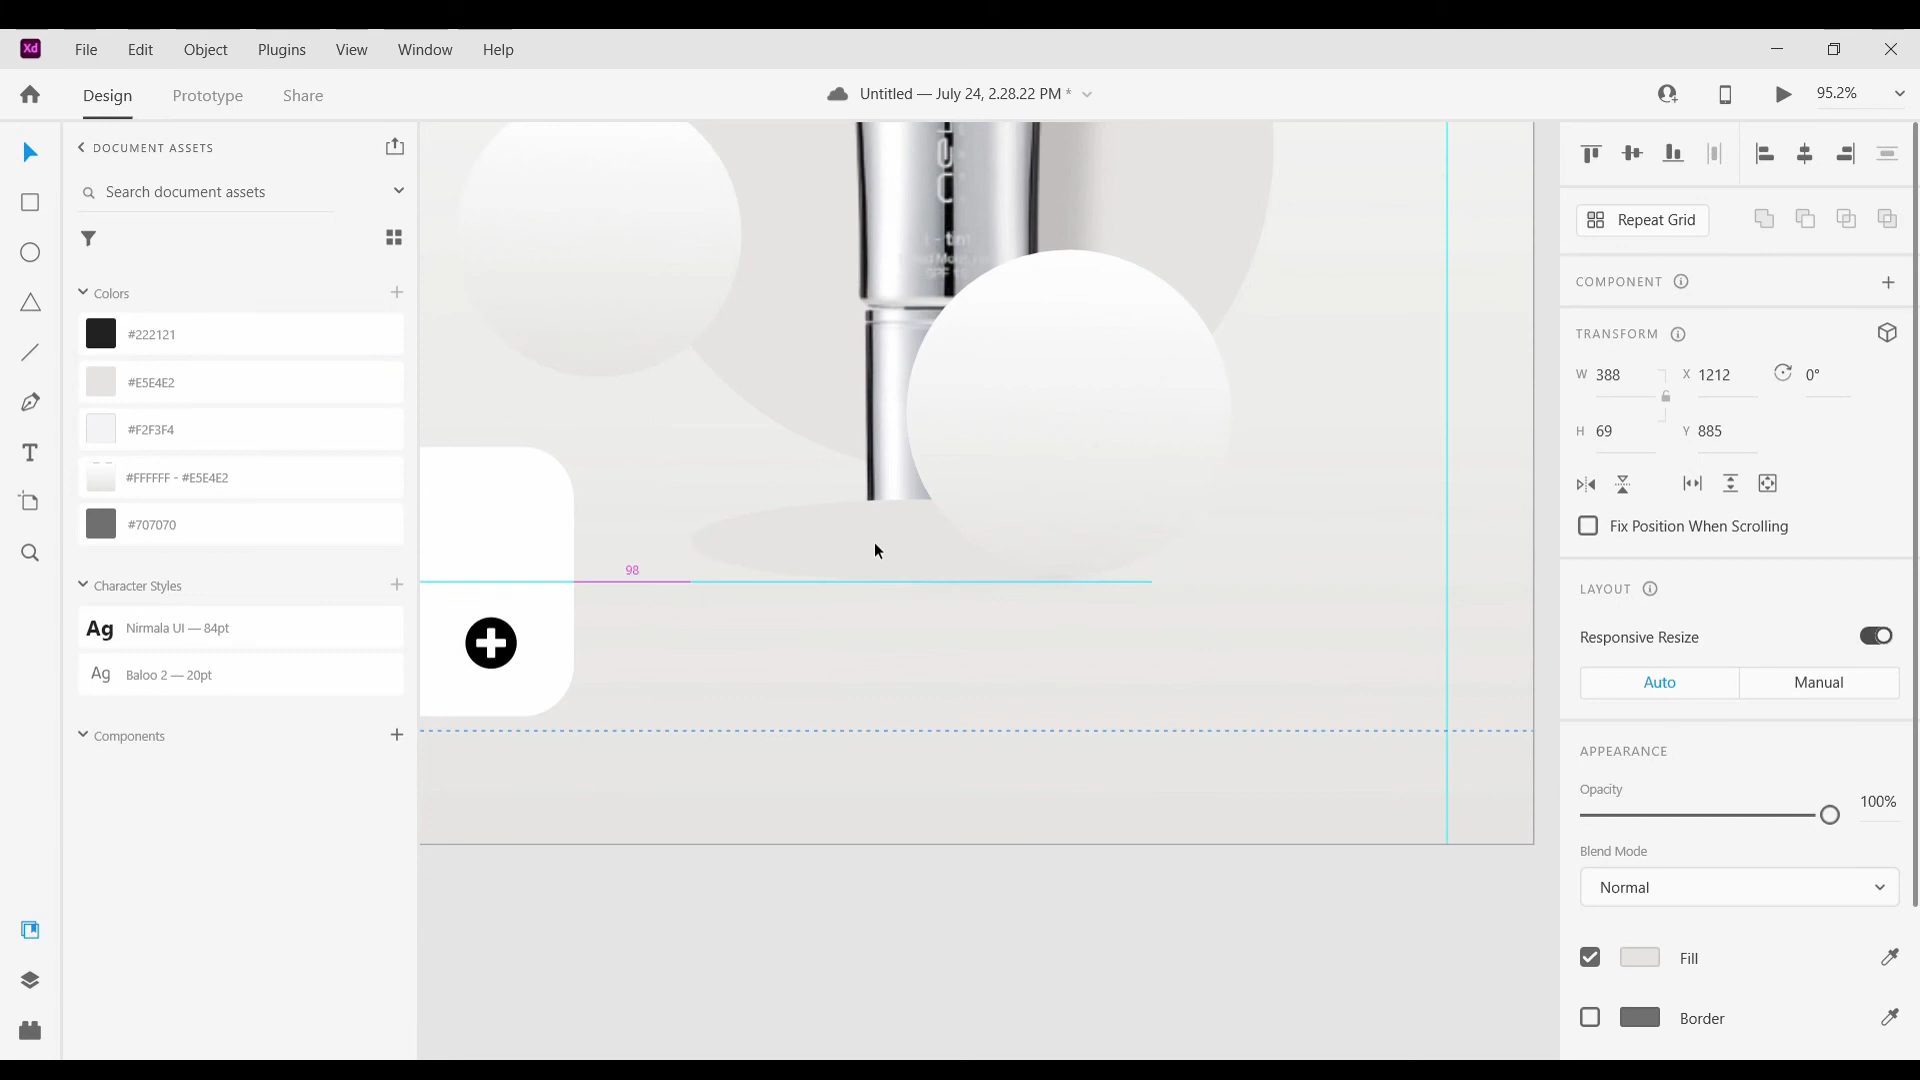 Xd File Edit Object Plugins View Window Help
Design Prototype Share
Untitled — July 24, 2.28.22 PM *
95.2%
DOCUMENT ASSETS
Search document assets
Colors
#222121
#E5E4E2
#F2F3F4
#FFFFFF - #E5E4E2
#707070
Character Styles
Ag Nirmala UI — 84pt
Ag Baloo 2 — 20pt
Components
98
Repeat Grid
COMPONENT
TRANSFORM
W 388 X 1212 0°
H 69 Y 885
Fix Position When Scrolling
LAYOUT
Responsive Resize
Auto Manual
APPEARANCE
Opacity
100%
Blend Mode
Normal
Fill
Border